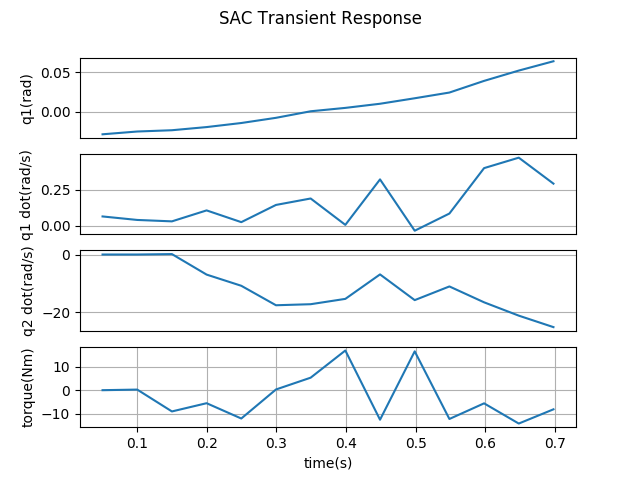 SAC Transient Response
0.05
0.00
q1(rad)
0.25
0.00
q1 dot(rad/s)
0
−20
q2 dot(rad/s)
10
0
−10
torque(Nm)
0.1 0.2 0.3 0.4 0.5 0.6 0.7
time(s)